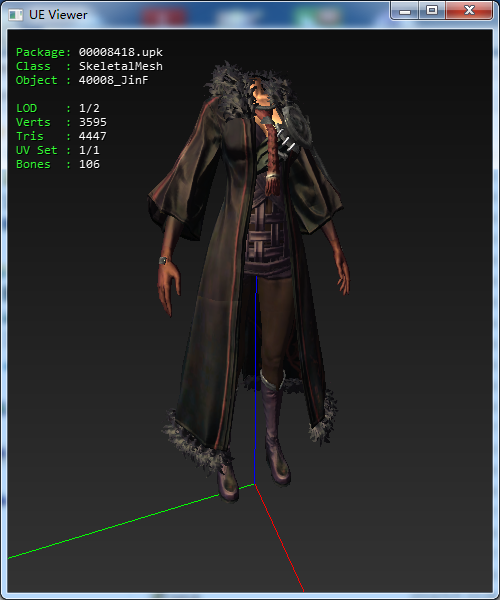 UE Viewer
Package: 00008418.upk
Class : SkeletalMesh
Object : 40008_JinF
LOD : 1/2
Verts : 3595
Tris : 4447
UV Set : 1/1
Bones : 106